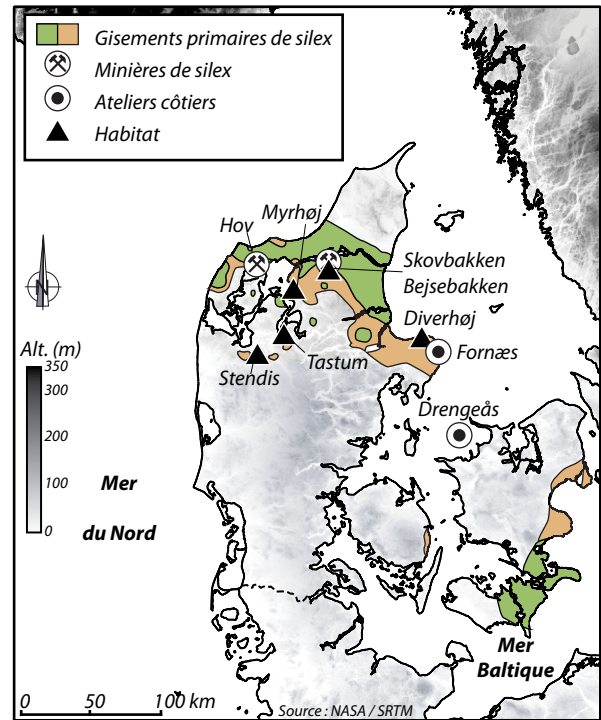 Gisements primaires de silex
Minières de silex
Ateliers côtiers
Habitat
Myrhøj
Hov
Skovbakken
Bejsebakken
N
Diverhøj
Alt. (m)
350
300
200
100
0
Fornæs
Tastum
Stendis
Drengeås
Mer
du Nord
Mer
Baltique
0 50 100 km
Source : NASA / SRTM